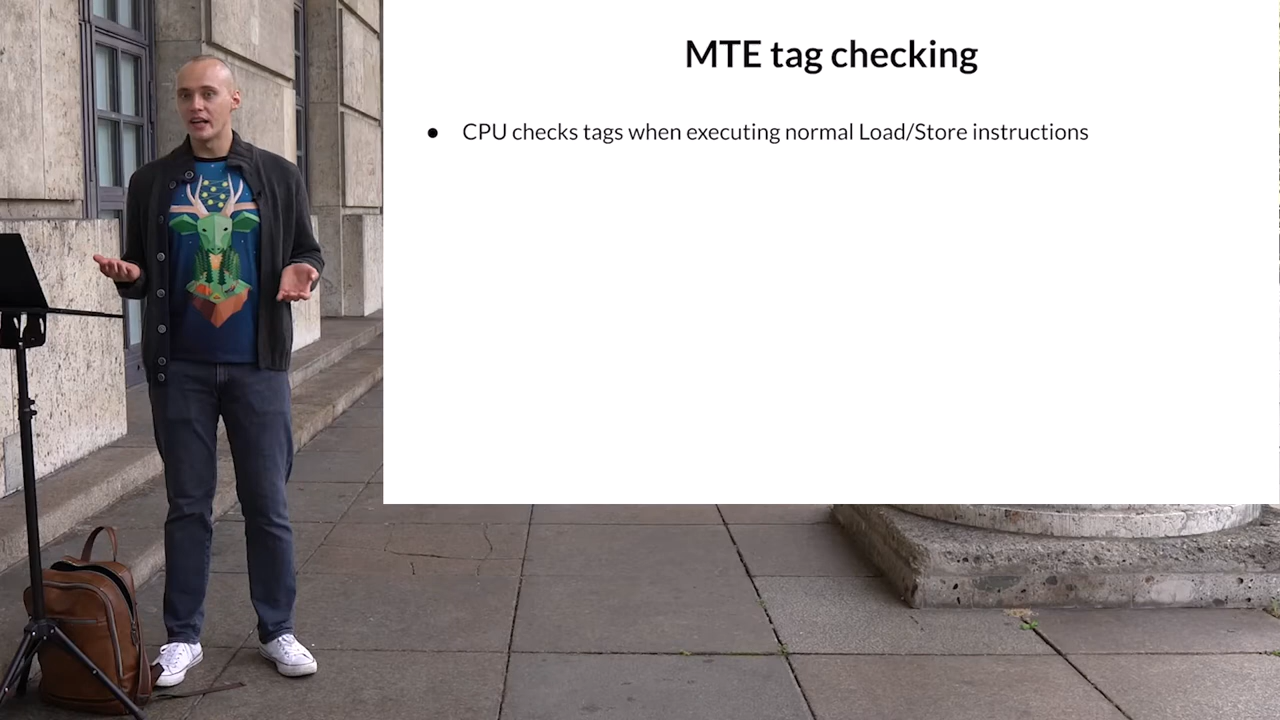 MTE tag checking
● CPU checks tags when executing normal Load/Store instructions